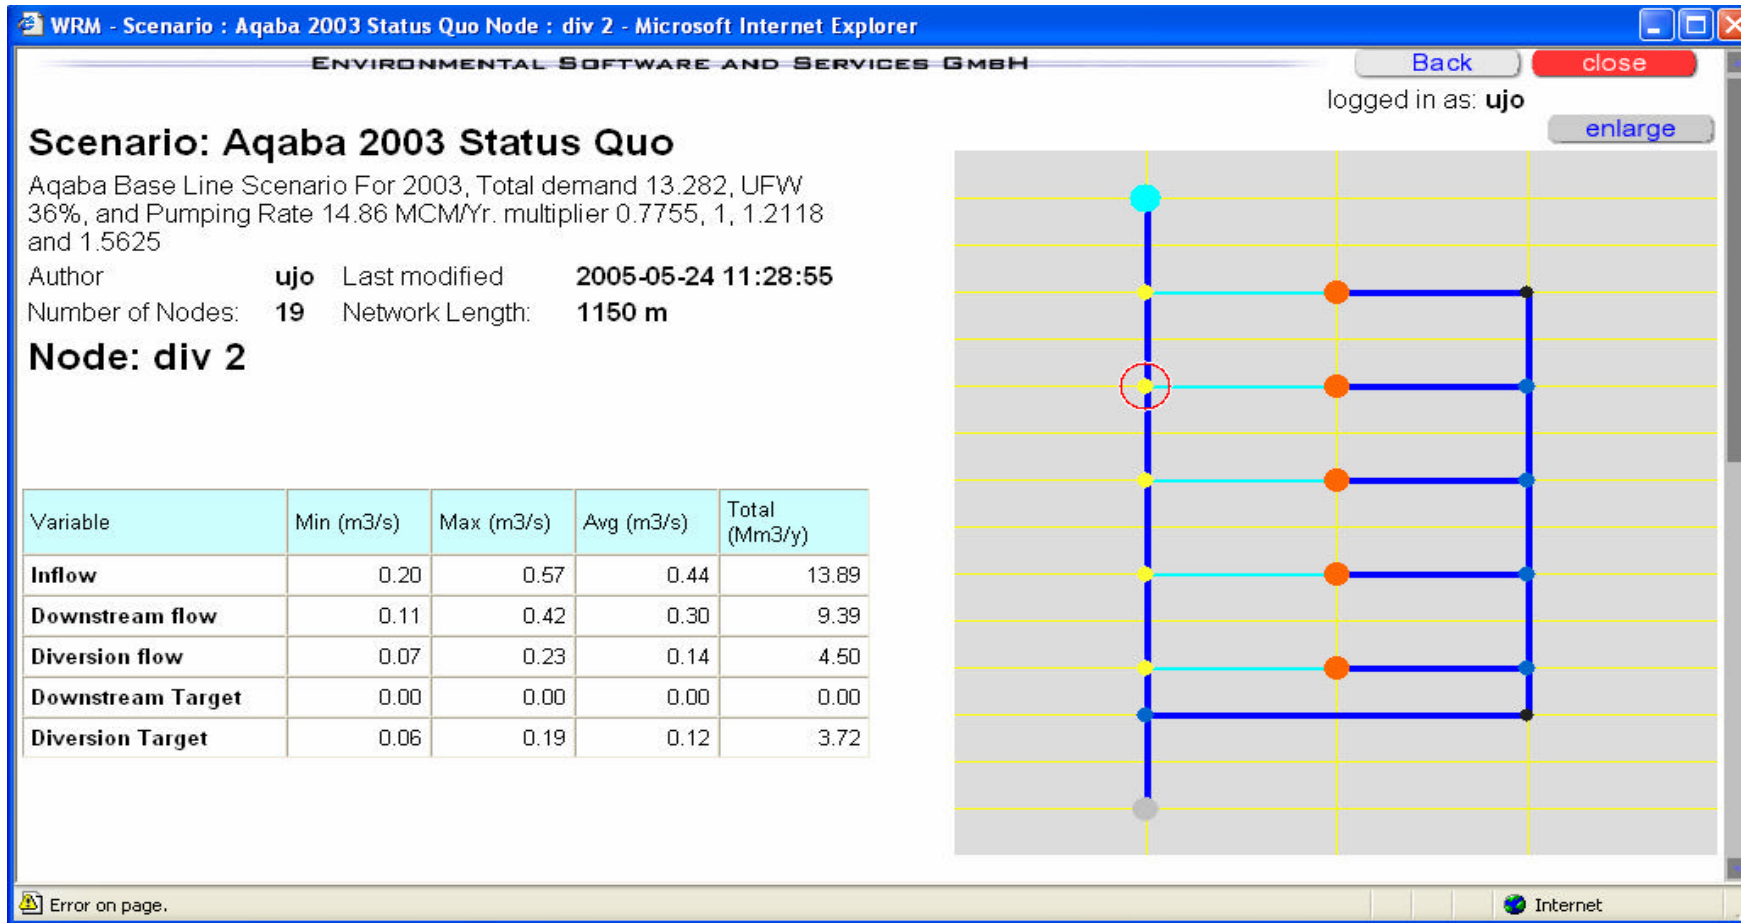 WRM - Scenario : Aqaba 2003 Status Quo Node : div 2 - Microsoft Internet Explorer
ENVIRONMENTAL SOFTWARE AND SERVICES GMBH
Back close
logged in as: ujo
enlarge
Scenario: Aqaba 2003 Status Quo
Aqaba Base Line Scenario For 2003, Total demand 13.282, UFW
36%, and Pumping Rate 14.86 MCM/Yr. multiplier 0.7755, 1, 1.2118
and 1.5625
Author ujo Last modified 2005-05-24 11:28:55
Number of Nodes: 19 Network Length: 1150 m
Node: div 2
Variable Min (m3/s) Max (m3/s) Avg (m3/s) Total (Mm3/y)
Inflow 0.20 0.57 0.44 13.89
Downstream flow 0.11 0.42 0.30 9.39
Diversion flow 0.07 0.23 0.14 4.50
Downstream Target 0.00 0.00 0.00 0.00
Diversion Target 0.06 0.19 0.12 3.72
Error on page. Internet